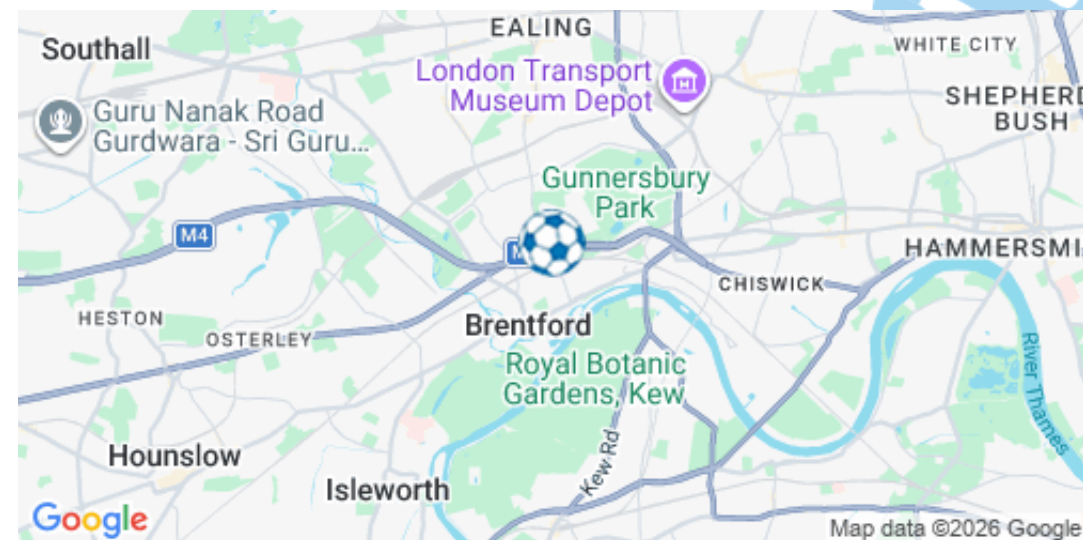 EALING
Southall
WHITE CITY
London Transport
Museum Depot
SHEPHERD
BUSH
Guru Nanak Road
Gurdwara - Sri Guru...
Gunnersbury
Park
M4
M
HAMMERSMI
CHISWICK
HESTON
OSTERLEY
Brentford
Royal Botanic
Gardens, Kew
River Thames
Hounslow
Kew Rd
Isleworth
Google
Map data ©2026 Google